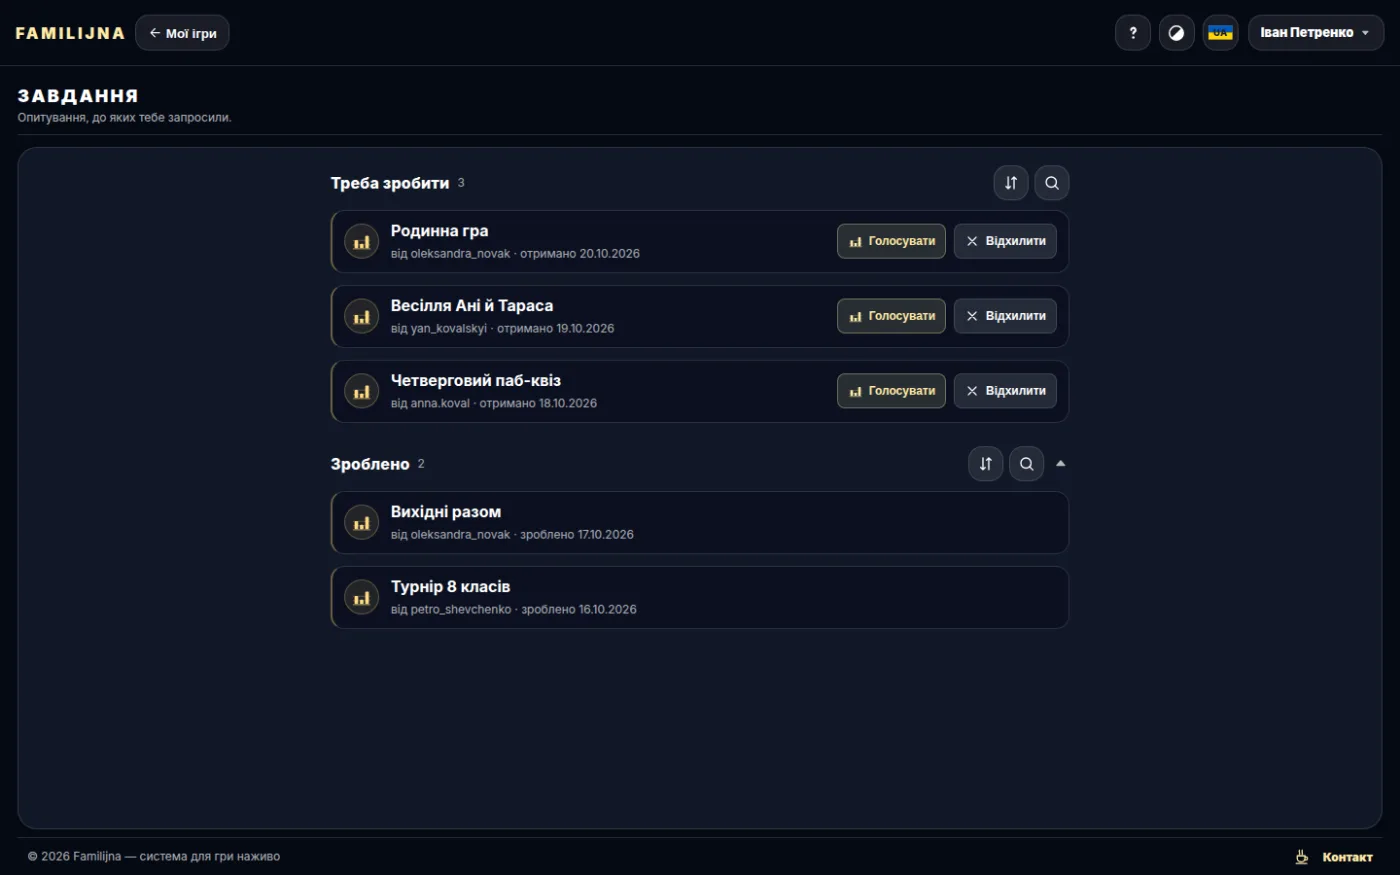 FAMILIJNA
← Мої ігри
?
UA
Іван Петренко
ЗАВДАННЯ
Опитування, до яких тебе запросили.
Треба зробити 3
Родинна гра
від oleksandra_novak · отримано 20.10.2026
Голосувати
Відхилити
Весілля Ані й Тараса
від yan_kovalskyi · отримано 19.10.2026
Голосувати
Відхилити
Четверговий паб-квіз
від anna.koval · отримано 18.10.2026
Голосувати
Відхилити
Зроблено 2
Вихідні разом
від oleksandra_novak · зроблено 17.10.2026
Турнір 8 класів
від petro_shevchenko · зроблено 16.10.2026
© 2026 Familijna — система для гри наживо
Контакт